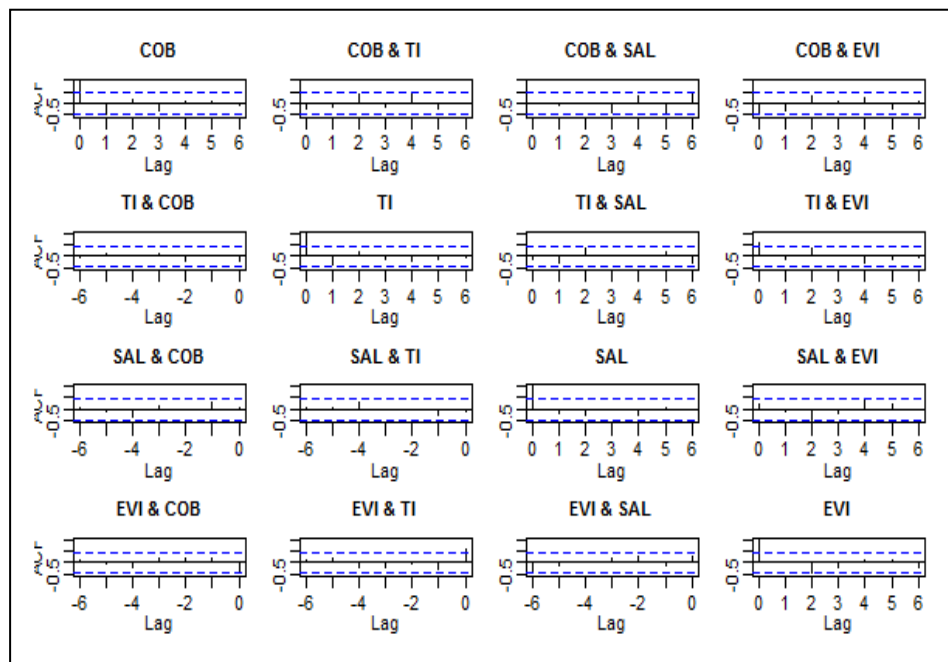 COB COB & TI COB & SAL COB & EVI
-0.5 -0.5 -0.5 -0.5
0 1 2 3 4 5 6 0 1 2 3 4 5 6 0 1 2 3 4 5 6 0 1 2 3 4 5 6
Lag Lag Lag Lag
TI & COB TI TI & SAL TI & EVI
-0.5 -0.5 -0.5 -0.5
-6 -4 -2 0 0 1 2 3 4 5 6 0 1 2 3 4 5 6 0 1 2 3 4 5 6
Lag Lag Lag Lag
SAL & COB SAL & TI SAL SAL & EVI
-0.5 -0.5 -0.5 -0.5
-6 -4 -2 0 -6 -4 -2 0 0 1 2 3 4 5 6 0 1 2 3 4 5 6
Lag Lag Lag Lag
EVI & COB EVI & TI EVI & SAL EVI
-0.5 -0.5 -0.5 -0.5
-6 -4 -2 0 -6 -4 -2 0 -6 -4 -2 0 0 1 2 3 4 5 6
Lag Lag Lag Lag